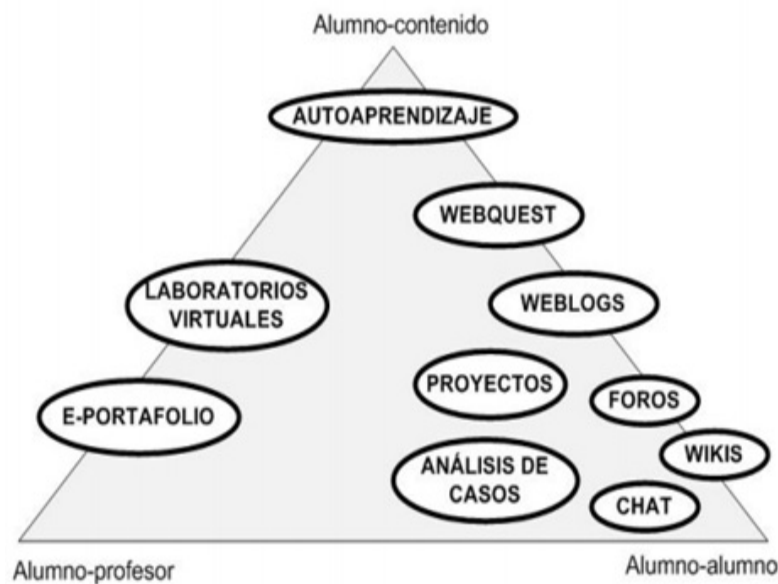 Alumno-contenido
AUTOAPRENDIZAJE
WEBQUEST
LABORATORIOS
VIRTUALES
WEBLOGS
PROYECTOS
FOROS
E-PORTAFOLIO
WIKIS
ANÁLISIS DE
CASOS
CHAT
Alumno-profesor
Alumno-alumno